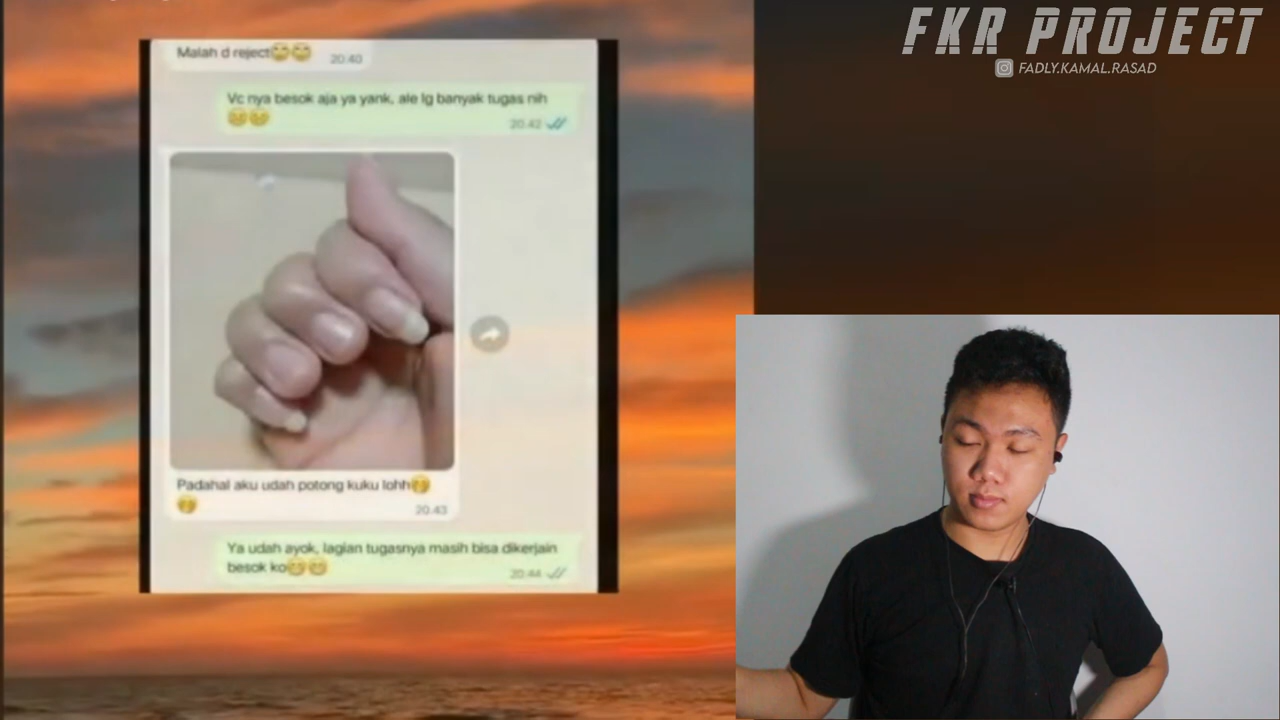 FKR PROJECT
FADLY.KAMAL.RASAD
Malah d reject🙄🙄
20.40
Vc nya besok aja ya yank, ale lg banyak tugas nih
😢😢
20.42
Padahal aku udah potong kuku lohh🤭
🤭
20.43
Ya udah ayok, lagian tugasnya masih bisa dikerjain
besok ko😁😁
20.44